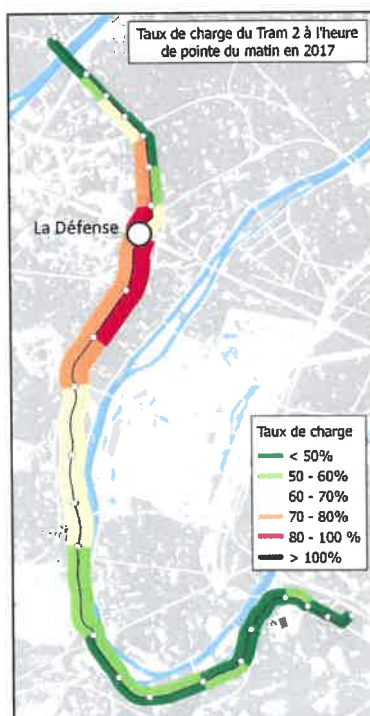 Taux de charge du Tram 2 à l'heure
de pointe du matin en 2017
La Défense
Taux de charge
< 50%
50 - 60%
60 - 70%
70 - 80%
80 - 100 %
> 100%